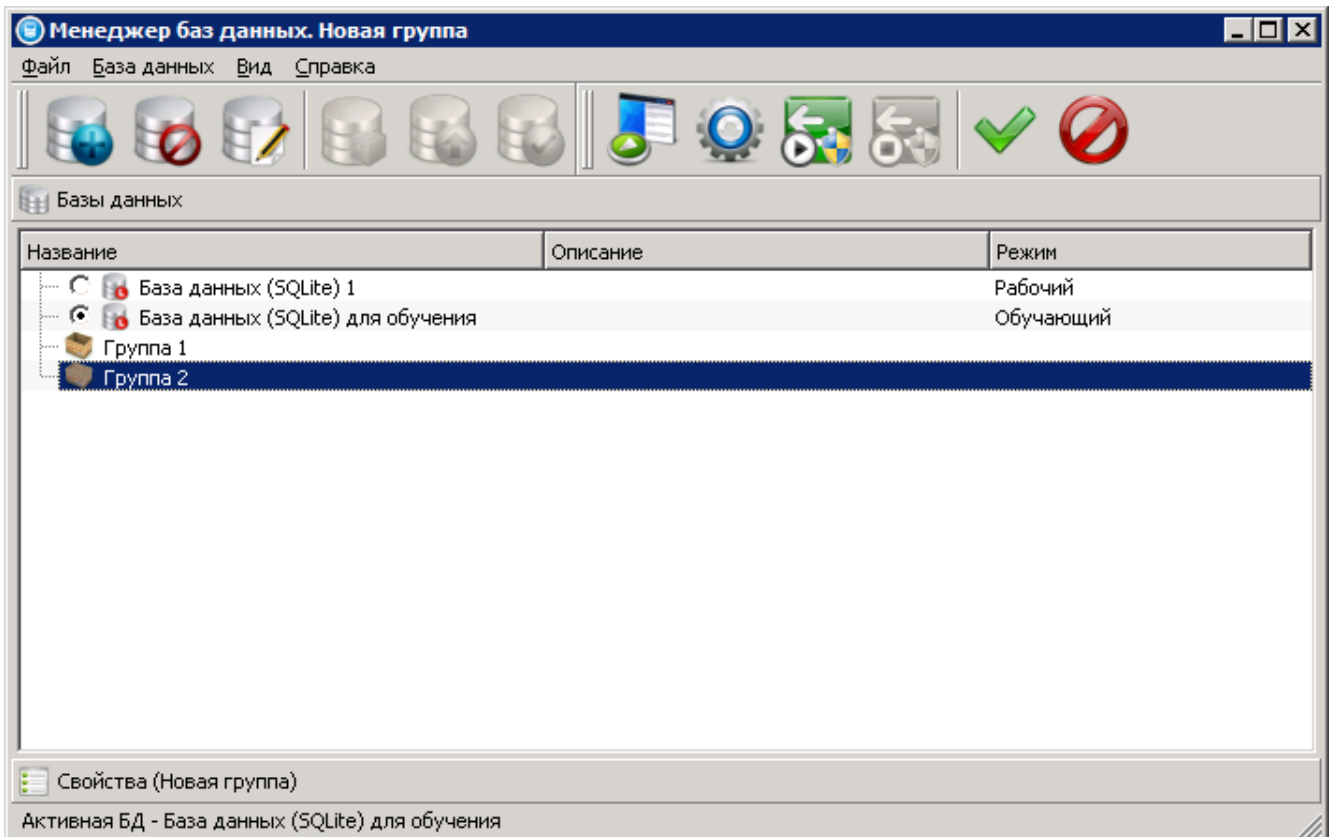 Менеджер баз данных. Новая группа
Файл База данных Вид Справка
Базы данных
Название Описание Режим
База данных (SQLite) 1 Рабочий
База данных (SQLite) для обучения Обучающий
Группа 1
Группа 2
Свойства (Новая группа)
Активная БД - База данных (SQLite) для обучения